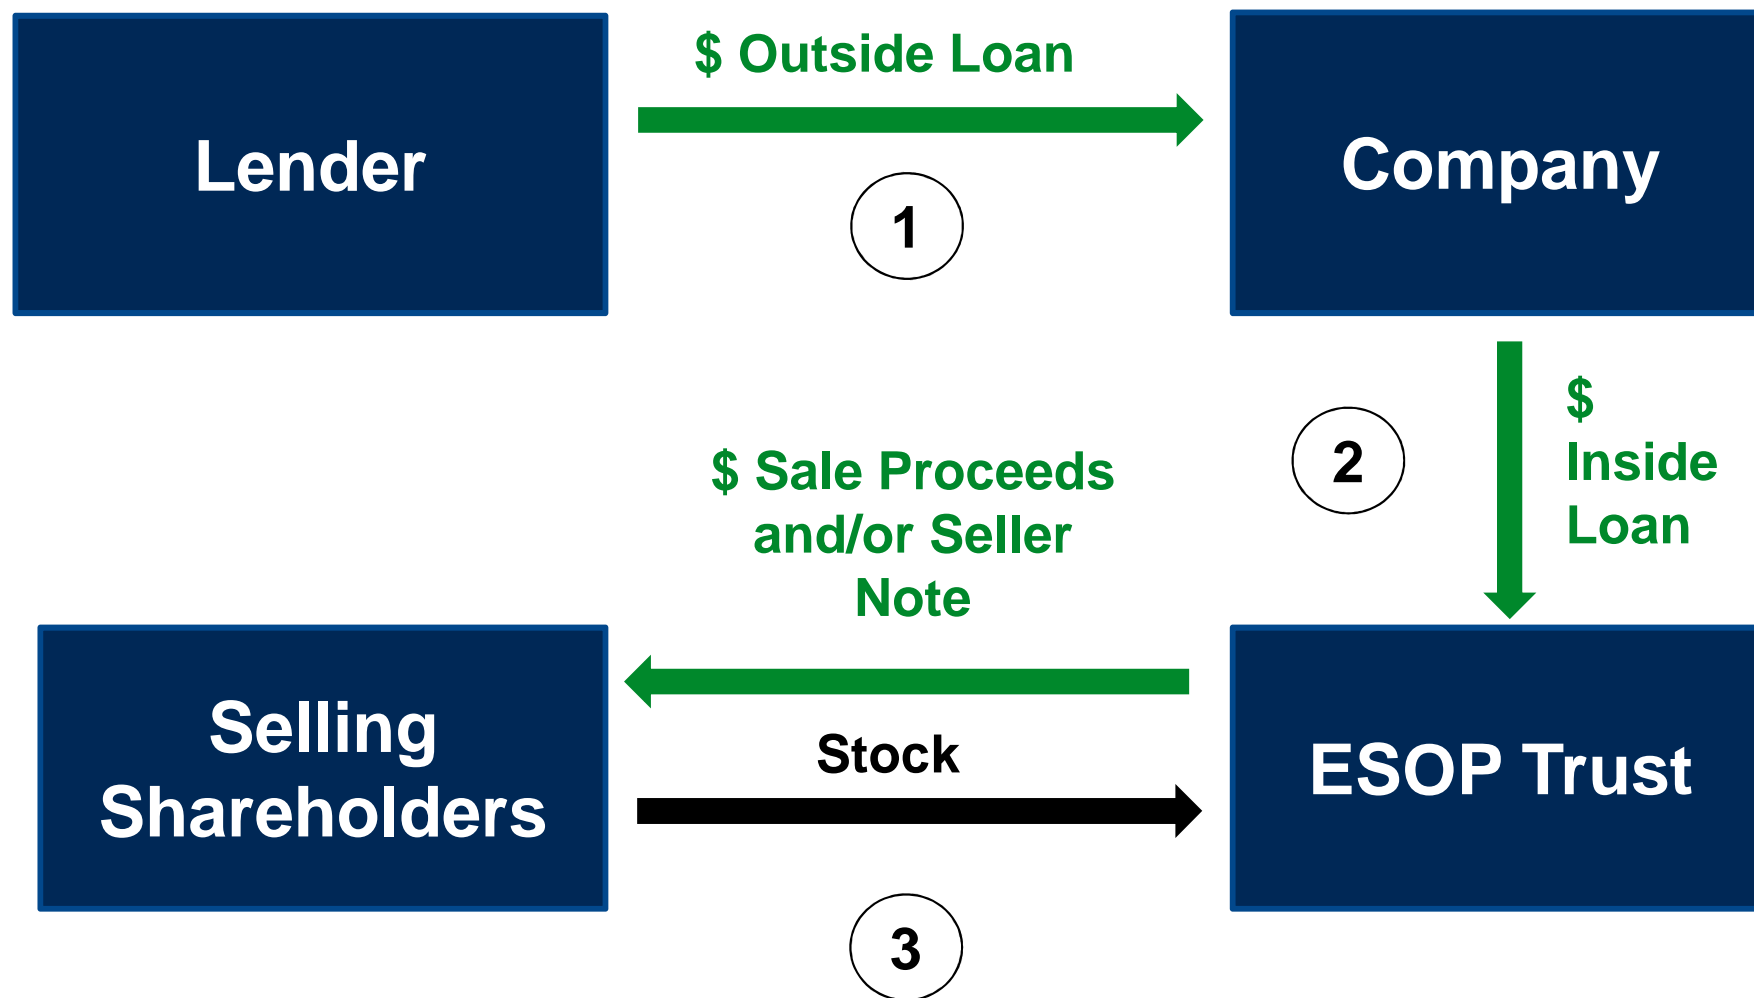 $ Outside Loan
Lender
Company
1
$
Inside
Loan
2
$ Sale Proceeds
and/or Seller
Note
Selling
Shareholders
Stock
ESOP Trust
3